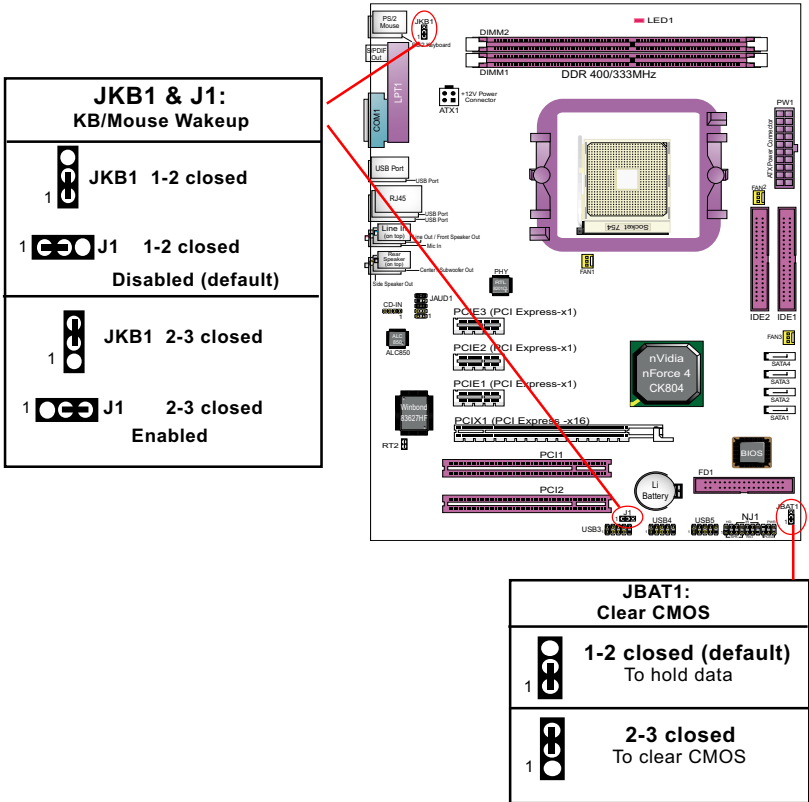 JKB1 & J1:
KB/Mouse Wakeup
JKB1 1-2 closed
1
1 J1 1-2 closed
Disabled (default)
JKB1 2-3 closed
1
1 J1 2-3 closed
Enabled
PS/2
Mouse
JKB1
1
Keyboard
S/PDIF
Out
LPT1
COM1
USB Port
USB Port
RJ45
USB Port
USB Port
Line In
(on top)
Line Out / Front Speaker Out
Mic In
Rear
Speaker
(on top)
Center / Subwoofer Out
Side Speaker Out
LED1
DIMM2
DIMM1
DDR 400/333MHz
+12V Power
Connector
ATX1
PW1
ATX Power Connector
Socket 754
FAN2
FAN1
IDE2
IDE1
FAN3
PHY
CD-IN
1
JAUD1
1
ALC
850
ALC850
PCIE3 (PCI Express-x1)
PCIE2 (PCI Express-x1)
PCIE1 (PCI Express-x1)
PCIX1 (PCI Express -x16)
nVidia
nForce 4
CK804
SATA4
SATA3
SATA2
SATA1
Winbond
83627HF
RT2
PCI1
PCI2
BIOS
Li
Battery
FD1
J1
1
USB3
USB4
USB5
NJ1
JBAT1
1
JBAT1:
Clear CMOS
1-2 closed (default)
To hold data
1
2-3 closed
To clear CMOS
1